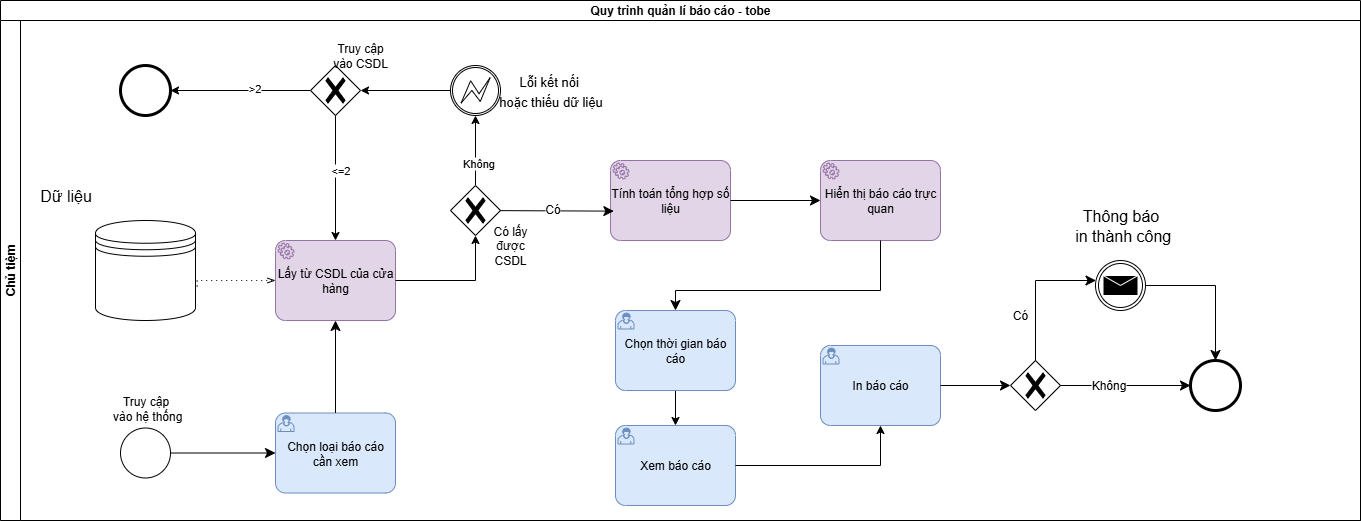 Quy trình quản lí báo cáo - tobe
Chủ tiệm
Truy cập
vào CSDL
>2
Lỗi kết nối
hoặc thiếu dữ liệu
<=2
Không
Dữ liệu
Có
Có lấy
được
CSDL
Tính toán tổng hợp số
liệu
Hiển thị báo cáo trực
quan
Lấy từ CSDL của cửa
hàng
Thông báo
in thành công
Chọn thời gian báo
cáo
Có
In báo cáo
Không
Truy cập
vào hệ thống
Chọn loại báo cáo
cần xem
Xem báo cáo